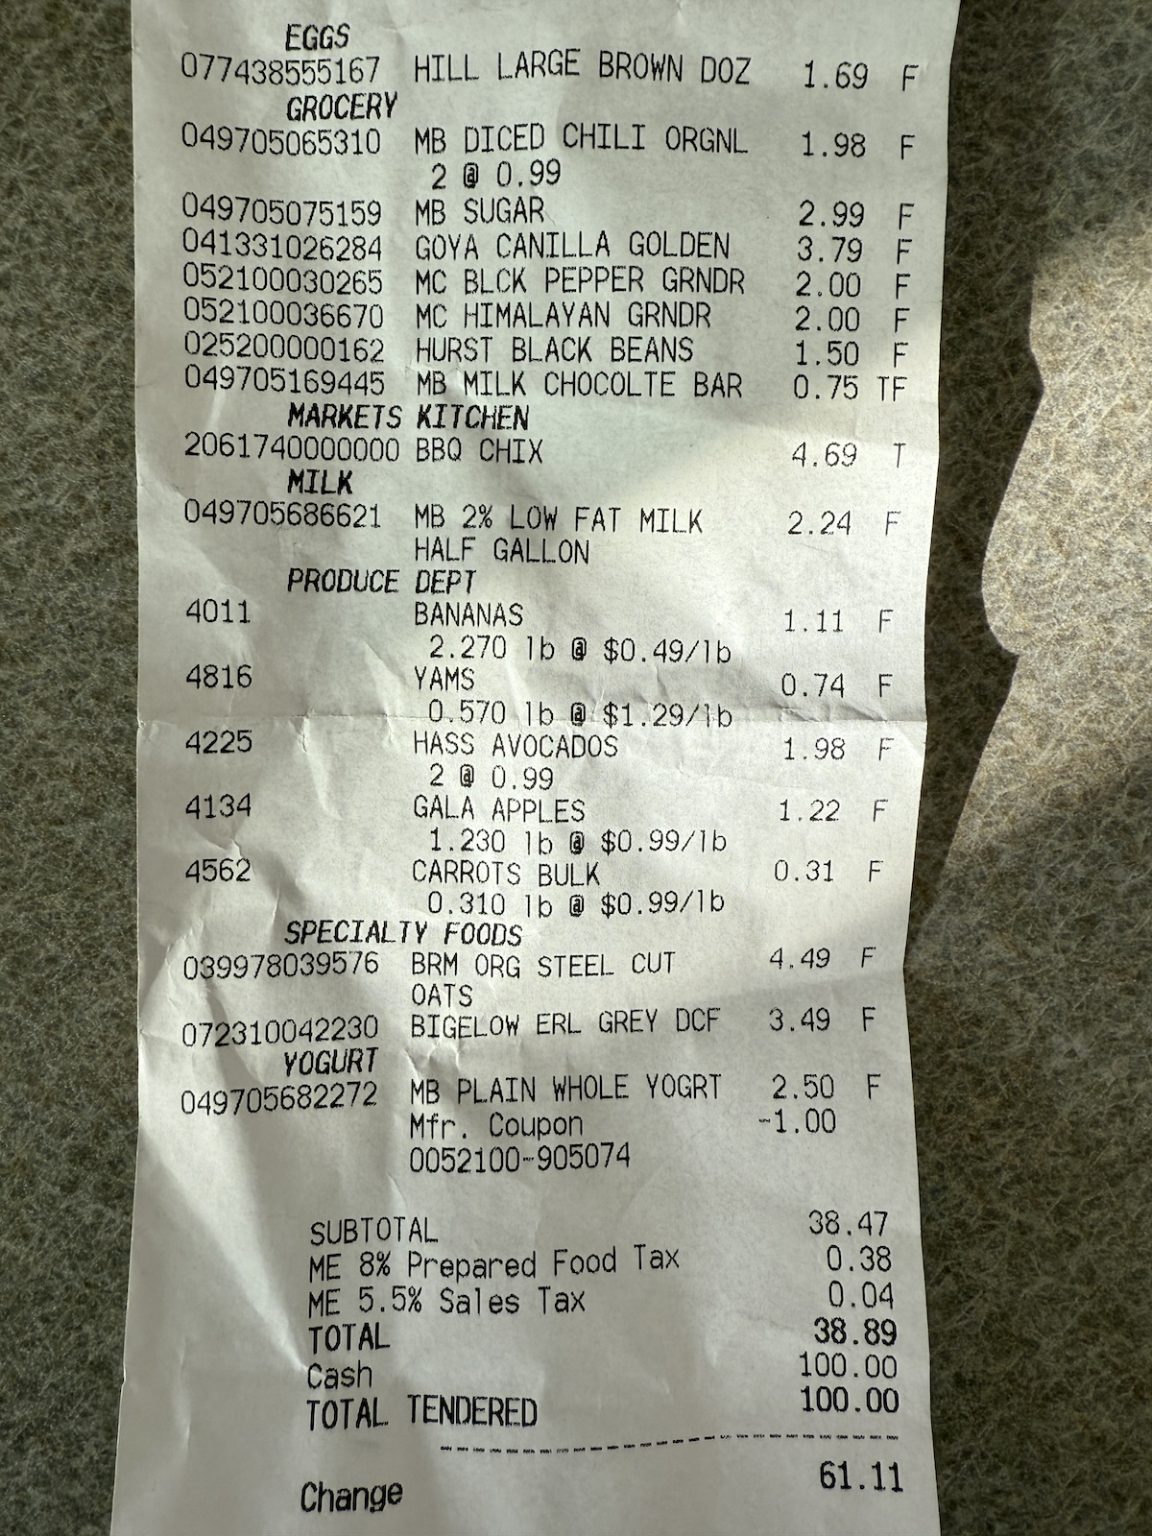 EGGS
077438555167 HILL LARGE BROWN DOZ 1.69 F
GROCERY
049705065310 MB DICED CHILI ORGNL 1.98 F
2 @ 0.99
049705075159 MB SUGAR 2.99 F
041331026284 GOYA CANILLA GOLDEN 3.79 F
052100030265 MC BLCK PEPPER GRNDR 2.00 F
052100036670 MC HIMALAYAN GRNDR 2.00 F
025200000162 HURST BLACK BEANS 1.50 F
049705169445 MB MILK CHOCOLTE BAR 0.75 TF
MARKETS KITCHEN
2061740000000 BBQ CHIX 4.69 T
MILK
049705686621 MB 2% LOW FAT MILK 2.24 F
HALF GALLON
PRODUCE DEPT
4011 BANANAS 1.11 F
2.270 lb @ $0.49/lb
4816 YAMS 0.74 F
0.570 lb @ $1.29/lb
4225 HASS AVOCADOS 1.98 F
2 @ 0.99
4134 GALA APPLES 1.22 F
1.230 lb @ $0.99/lb
4562 CARROTS BULK 0.31 F
0.310 lb @ $0.99/lb
SPECIALTY FOODS
039978039576 BRM ORG STEEL CUT 4.49 F
OATS
072310042230 BIGELOW ERL GREY DCF 3.49 F
YOGURT
049705682272 MB PLAIN WHOLE YOGRT 2.50 F
Mfr. Coupon -1.00
0052100-905074
SUBTOTAL 38.47
ME 8% Prepared Food Tax 0.38
ME 5.5% Sales Tax 0.04
TOTAL 38.89
Cash 100.00
TOTAL TENDERED 100.00
Change 61.11